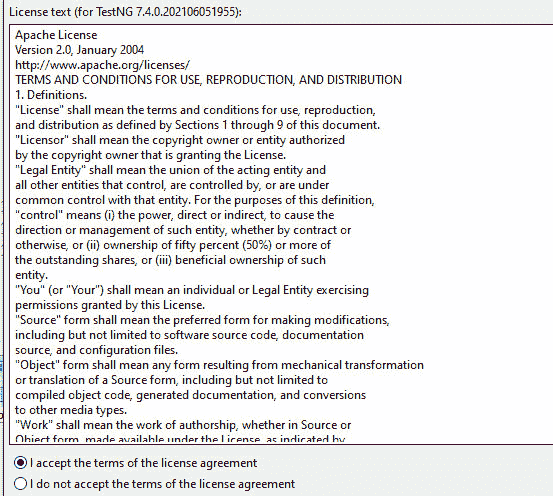 License text (for TestNG 7.4.0.202106051955):
Apache License
Version 2.0, January 2004
http://www.apache.org/licenses/
TERMS AND CONDITIONS FOR USE, REPRODUCTION, AND DISTRIBUTION
1. Definitions.
"License" shall mean the terms and conditions for use, reproduction,
and distribution as defined by Sections 1 through 9 of this document.
"Licensor" shall mean the copyright owner or entity authorized
by the copyright owner that is granting the License.
"Legal Entity" shall mean the union of the acting entity and
all other entities that control, are controlled by, or are under
common control with that entity. For the purposes of this definition,
"control" means (i) the power, direct or indirect, to cause the
direction or management of such entity, whether by contract or
otherwise, or (ii) ownership of fifty percent (50%) or more of
the outstanding shares, or (iii) beneficial ownership of such
entity.
"You" (or "Your") shall mean an individual or Legal Entity exercising
permissions granted by this License.
"Source" form shall mean the preferred form for making modifications,
including but not limited to software source code, documentation
source, and configuration files.
"Object" form shall mean any form resulting from mechanical transformation
or translation of a Source form, including but not limited to
compiled object code, generated documentation, and conversions
to other media types.
"Work" shall mean the work of authorship, whether in Source or
Object form, made available under the License, as indicated by
I accept the terms of the license agreement
I do not accept the terms of the license agreement